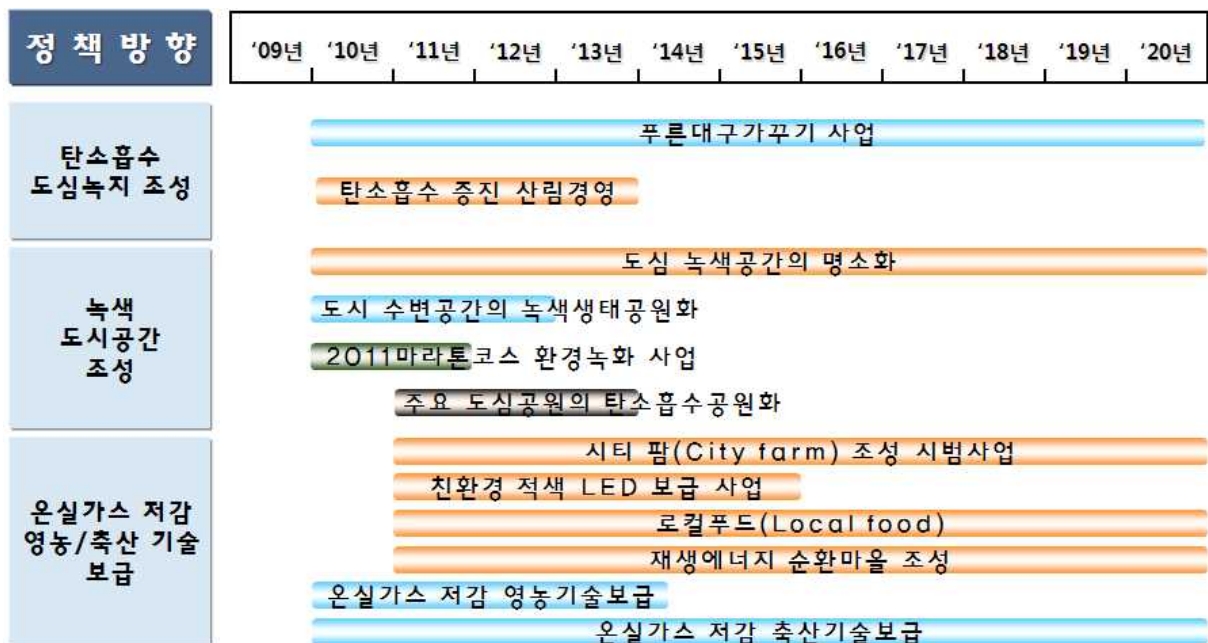 정 책 방 향
‘09년 ‘10년 ‘11년 ‘12년 ‘13년 ‘14년 ‘15년 ‘16년 ‘17년 ‘18년 ‘19년 ‘20년
탄소흡수
도심녹지 조성
푸른대구가꾸기 사업
탄소흡수 증진 산림경영
녹색
도시공간
조성
도심 녹색공간의 명소화
도시 수변공간의 녹색생태공원화
2011마라톤코스 환경녹화 사업
주요 도심공원의 탄소흡수공원화
온실가스 저감
영농/축산 기술
보급
시티 팜(City farm) 조성 시범사업
친환경 적색 LED 보급 사업
로컬푸드(Local food)
재생에너지 순환마을 조성
온실가스 저감 영농기술보급
온실가스 저감 축산기술보급